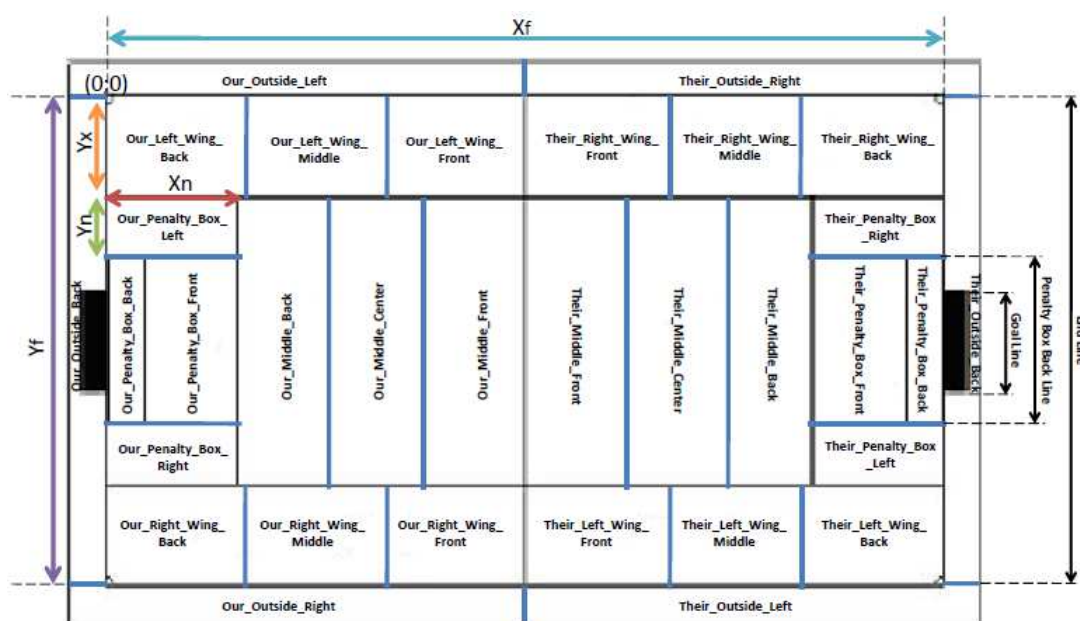 Xf
(0;0)
Our_Outside_Left
Their_Outside_Right
Yx
Our_Left_Wing_
Back
Our_Left_Wing_
Middle
Our_Left_Wing_
Front
Their_Right_Wing_
Front
Their_Right_Wing_
Middle
Their_Right_Wing_
Back
Xn
Yn
Our_Penalty_Box_
Left
Their_Penalty_Box
_Right
Yf
Our_Outside_Back
Our_Penalty_Box_Back
Our_Penalty_Box_Front
Our_Middle_Back
Our_Middle_Center
Our_Middle_Front
Their_Middle_Front
Their_Middle_Center
Their_Middle_Back
Their_Penalty_Box_Front
Their_Penalty_Box_Back
Their_Outside_Back
Goal Line
Penalty Box Back Line
End Line
Our_Penalty_Box_
Right
Their_Penalty_Box
_Left
Our_Right_Wing_
Back
Our_Right_Wing_
Middle
Our_Right_Wing_
Front
Their_Left_Wing_
Front
Their_Left_Wing_
Middle
Their_Left_Wing_
Back
Our_Outside_Right
Their_Outside_Left